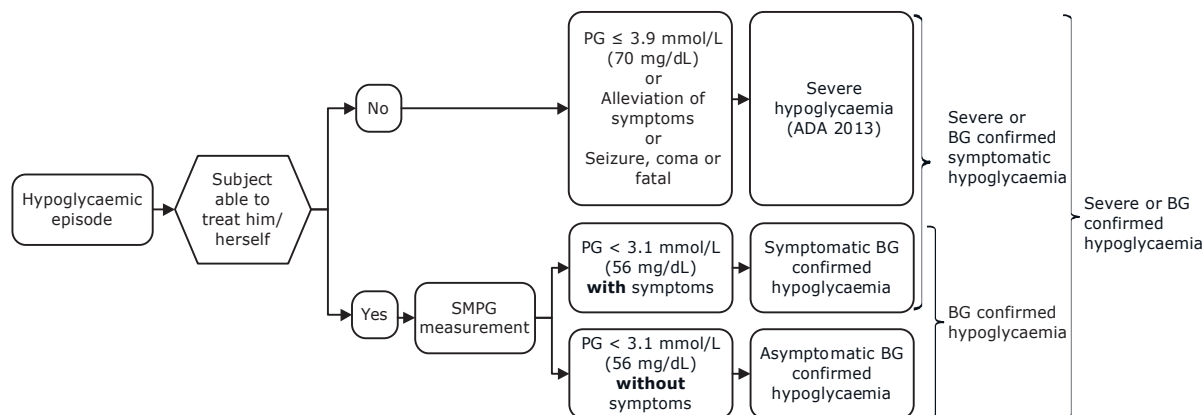 Hypoglycaemic
episode
Subject
able to
treat him/
herself
No
PG ≤ 3.9 mmol/L
(70 mg/dL)
or
Alleviation of
symptoms
or
Seizure, coma or
fatal
Severe
hypoglycaemia
(ADA 2013)
Yes
SMPG
measurement
PG < 3.1 mmol/L
(56 mg/dL)
with symptoms
Symptomatic BG
confirmed
hypoglycaemia
PG < 3.1 mmol/L
(56 mg/dL)
without
symptoms
Asymptomatic BG
confirmed
hypoglycaemia
Severe or
BG confirmed
symptomatic
hypoglycaemia
BG confirmed
hypoglycaemia
Severe or BG
confirmed
hypoglycaemia